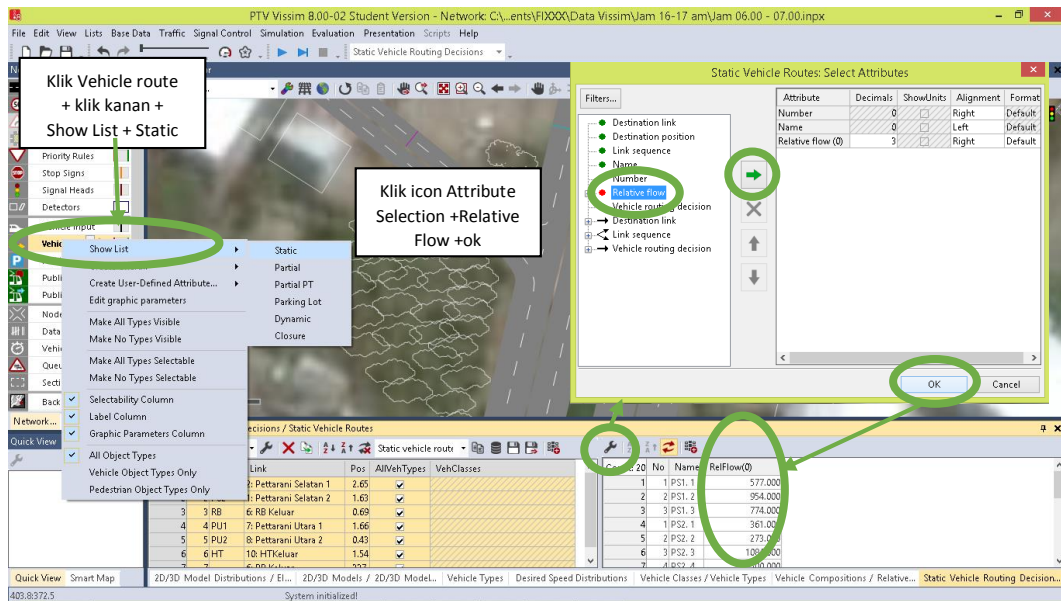 PTV Vissim 8.00-02 Student Version - Network: C:\...ents\FIXXX\Data Vissim\Jam 16-17 am\Jam 06.00 - 07.00.inpx
File Edit View Lists Base Data Traffic Signal Control Simulation Evaluation Presentation Scripts Help
Static Vehicle Routing Decisions
Klik Vehicle route
+ klik kanan +
Show List + Static
Priority Rules
Stop Signs
Signal Heads
Detectors
Show List
Create User-Defined Attribute...
Edit graphic parameters
Make All Types Visible
Make No Types Visible
Make All Types Selectable
Make No Types Selectable
Selectability Column
Label Column
Graphic Parameters Column
All Object Types
Vehicle Object Types Only
Pedestrian Object Types Only
Static
Partial
Partial PT
Parking Lot
Dynamic
Closure
Klik icon Attribute
Selection +Relative
Flow +ok
Static Vehicle Routes: Select Attributes
Filters...
Destination link
Destination position
Link sequence
Name
Number
Relative flow
Vehicle routing decision
Destination link
Link sequence
Vehicle routing decision
Attribute Decimals ShowUnits Alignment Format
Number 0 Right Default
Name 0 Left Default
Relative flow (0) 3 Right Default
OK Cancel
Network...
Quick View
ecisions / Static Vehicle Routes
Static vehicle routi
Link Pos AllVehTypes VehClasses
2: Pettarani Selatan 1 2.65
1: Pettarani Selatan 2 1.63
3 3 RB 6: RB Keluar 0.69
4 4 PU1 7: Pettarani Utara 1 1.66
5 5 PU2 8: Pettarani Utara 2 0.43
6 6 HT 10: HTKeluar 1.54
20 No Name RelFlow(0)
1 1 PS1. 1 577.000
2 2 PS1. 2 954.000
3 3 PS1. 3 774.000
4 1 PS2. 1 361.00
5 2 PS2. 2 273.0
6 3 PS2. 3
7 4 PS2. 4
Quick View Smart Map 2D/3D Model Distributions / El... 2D/3D Models / 2D/3D Model... Vehicle Types Desired Speed Distributions Vehicle Classes / Vehicle Types Vehicle Compositions / Relative... Static Vehicle Routing Decision...
403.8:372.5 System initialized!